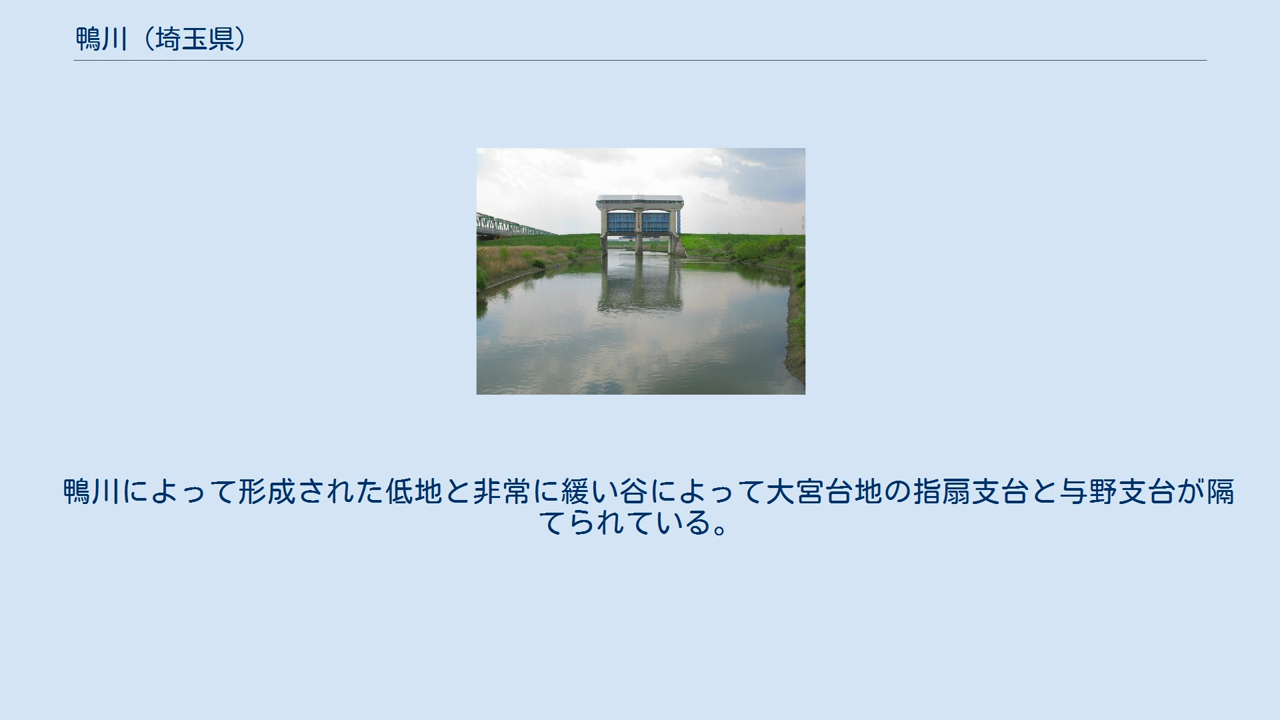 鴨川（埼玉県）
鴨川によって形成された低地と非常に緩い谷によって大宮台地の指扇支台と与野支台が隔
てられている。